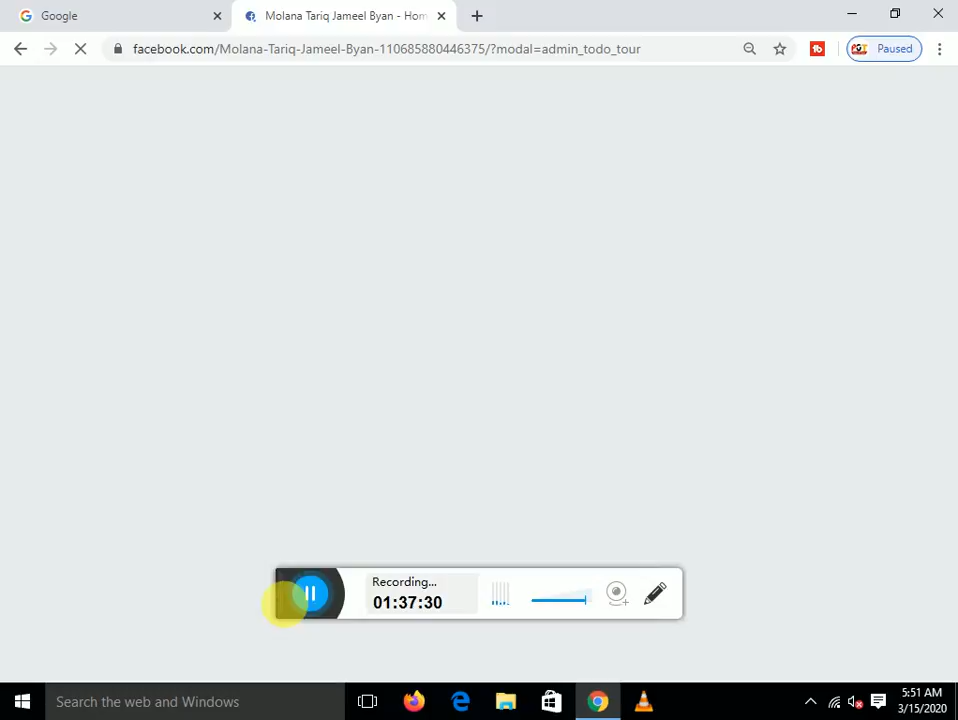 Google
Molana Tariq Jameel Byan - Hom
facebook.com/Molana-Tariq-Jameel-Byan-110685880446375/?modal=admin_todo_tour
Paused
Recording...
01:37:30
Search the web and Windows
5:51 AM
3/15/2020